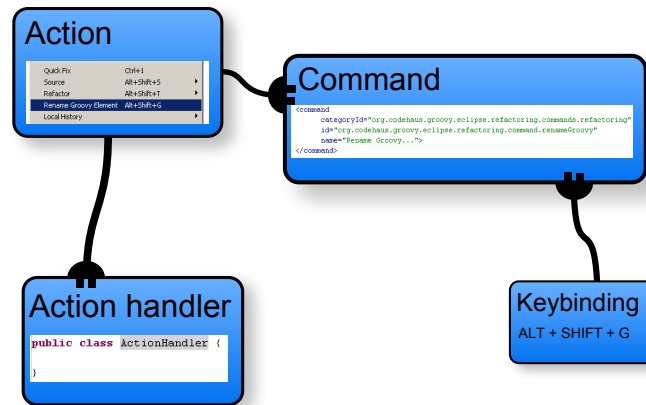 Action
Quick Fix Ctrl+1
Source Alt+Shift+S
Refactor Alt+Shift+T
Rename Groovy Element Alt+Shift+G
Local History
Command
<command
categoryId="org.codehaus.groovy.eclipse.refactoring.commands.refactoring"
id="org.codehaus.groovy.eclipse.refactoring.command.renameGroovy"
name="Rename Groovy...">
</command>
Action handler
public class ActionHandler {
}
Keybinding
ALT + SHIFT + G